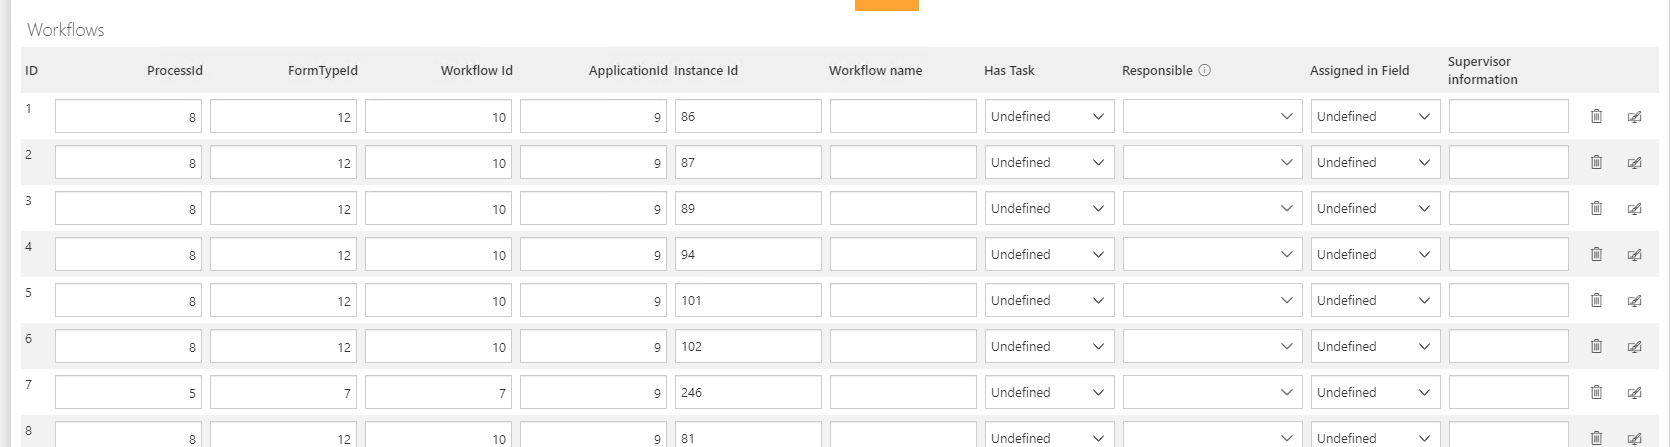 Workflows
ID ProcessId FormTypeId Workflow Id ApplicationId Instance Id Workflow name Has Task Responsible Assigned in Field Supervisor information
1 8 12 10 9 86 Undefined Undefined
2 8 12 10 9 87 Undefined Undefined
3 8 12 10 9 89 Undefined Undefined
4 8 12 10 9 94 Undefined Undefined
5 8 12 10 9 101 Undefined Undefined
6 8 12 10 9 102 Undefined Undefined
7 5 7 7 9 246 Undefined Undefined
8 8 12 10 9 81 Undefined Undefined